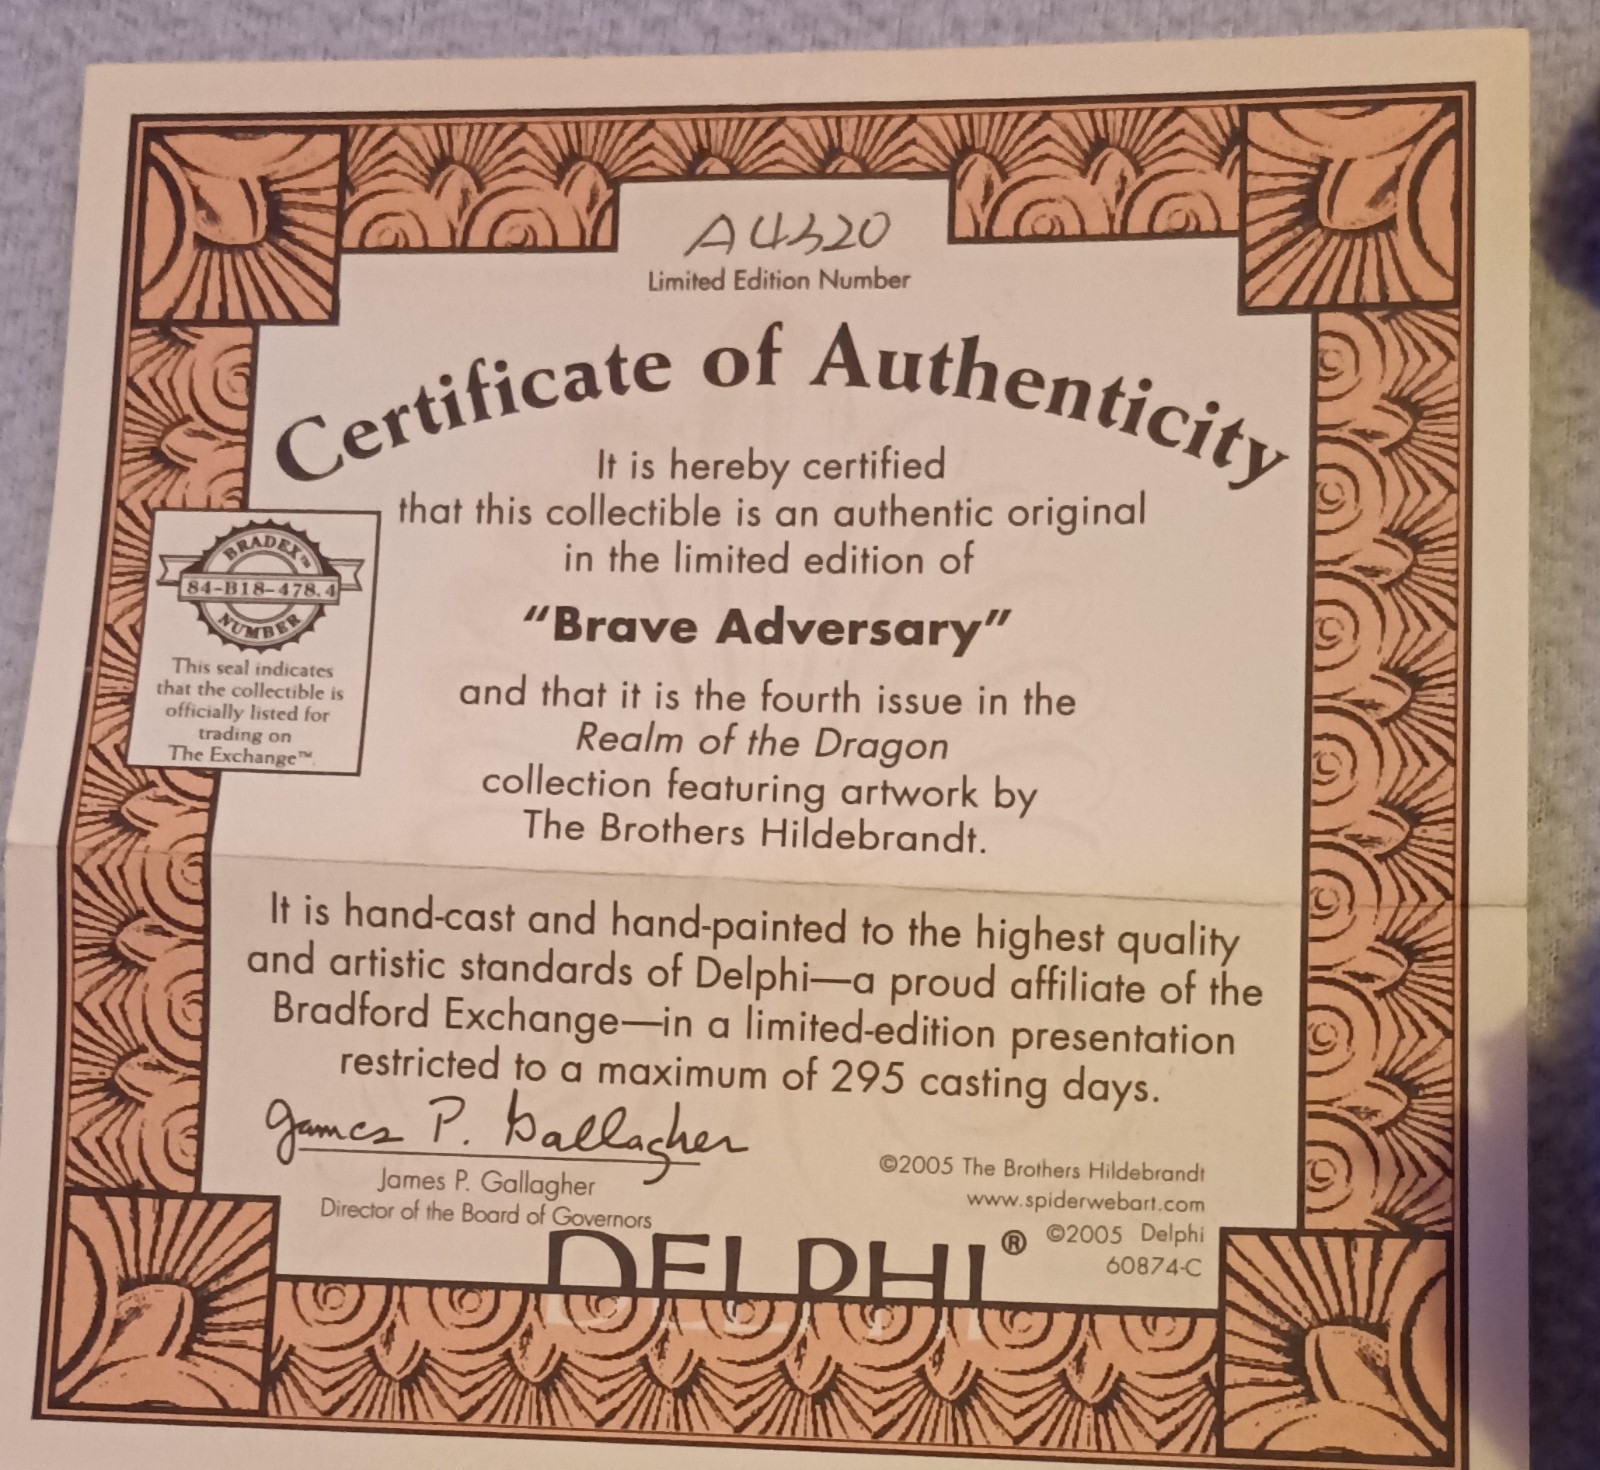 A4320
Limited Edition Number
Certificate of Authenticity
It is hereby certified
that this collectible is an authentic original
in the limited edition of
“Brave Adversary”
and that it is the fourth issue in the
Realm of the Dragon
collection featuring artwork by
The Brothers Hildebrandt.
BRADEX™
84-B18-478.4
NUMBER
This seal indicates
that the collectible is
officially listed for
trading on
The Exchange™.
It is hand-cast and hand-painted to the highest quality
and artistic standards of Delphi—a proud affiliate of the
Bradford Exchange—in a limited-edition presentation
restricted to a maximum of 295 casting days.
James P. Gallagher
James P. Gallagher
Director of the Board of Governors
©2005 The Brothers Hildebrandt
www.spiderwebart.com
©2005 Delphi
60874-C
DELPHI®